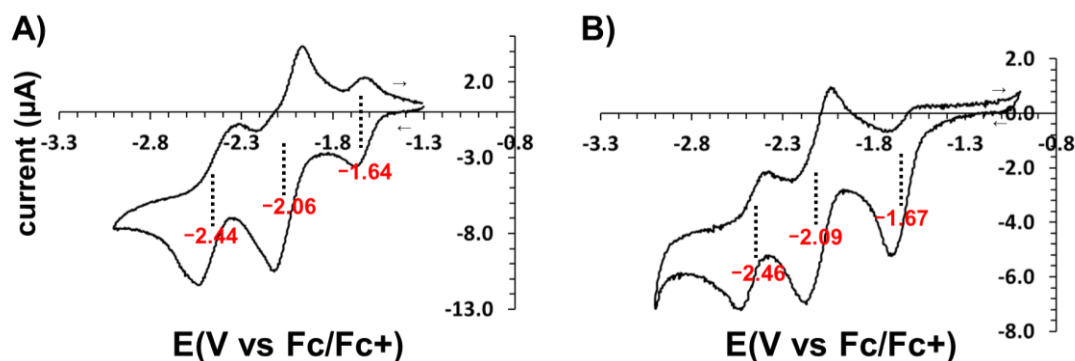 A)
current (µA)
2.0
-3.3 -2.8 -2.3 -1.8 -1.3 -0.8
→
←
-3.0
-8.0
-13.0
−2.44
−2.06
−1.64
E(V vs Fc/Fc+)
B)
2.0
→
←
0.0
-3.3 -2.8 -2.3 -1.8 -1.3 -0.8
-2.0
-4.0
-6.0
-8.0
−2.46
−2.09
−1.67
E(V vs Fc/Fc+)